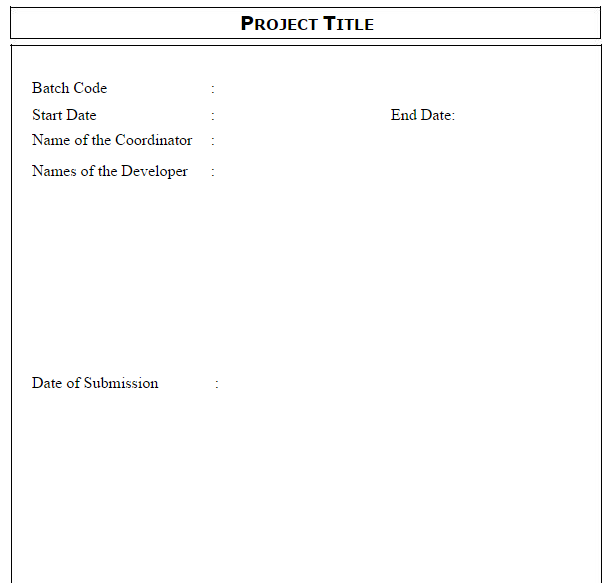 PROJECT TITLE
Batch Code :
Start Date : End Date:
Name of the Coordinator :
Names of the Developer :
Date of Submission :